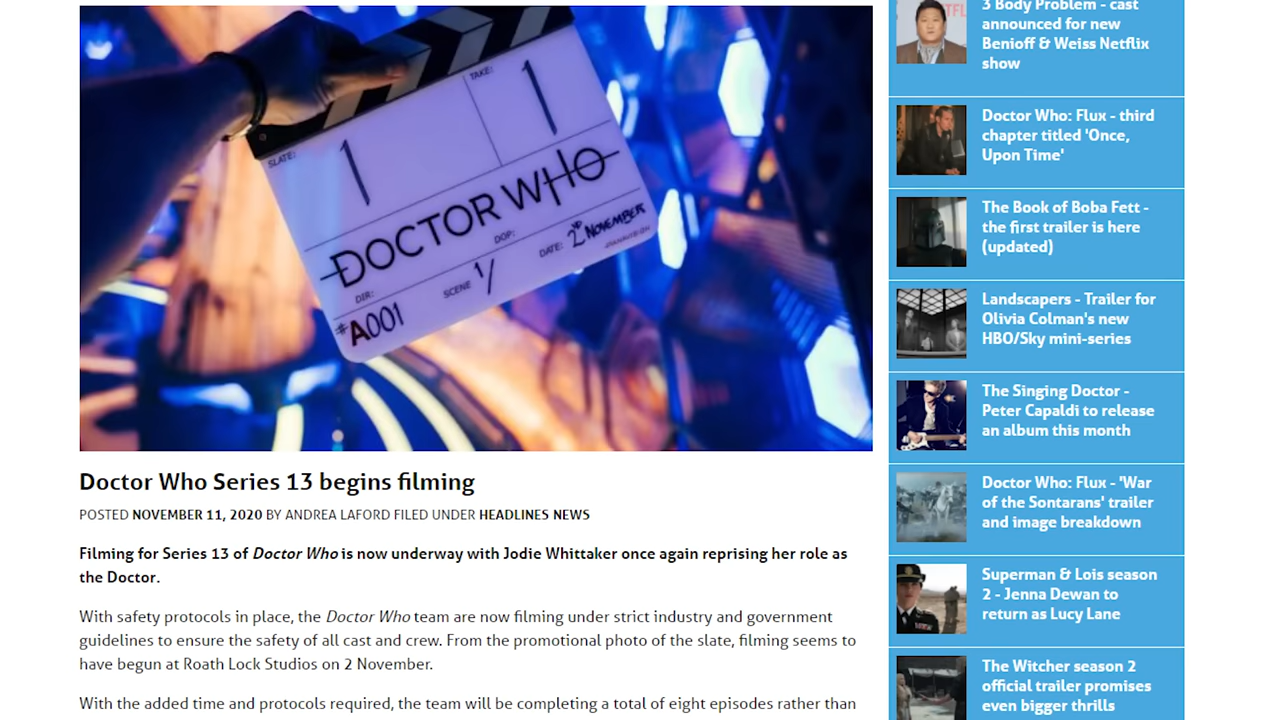 TFL
SLATE:
1
TAKE:
1
DOCTOR WHO
DIR:
SCENE 1/
DOP:
DATE: 2ND NOVEMBER
PANAVISION
#A001
Doctor Who Series 13 begins filming
POSTED NOVEMBER 11, 2020 BY ANDREA LAFORD FILED UNDER HEADLINES NEWS
Filming for Series 13 of Doctor Who is now underway with Jodie Whittaker once again reprising her role as
the Doctor.
With safety protocols in place, the Doctor Who team are now filming under strict industry and government
guidelines to ensure the safety of all cast and crew. From the promotional photo of the slate, filming seems to
have begun at Roath Lock Studios on 2 November.
With the added time and protocols required, the team will be completing a total of eight episodes rather than
3 Body Problem - cast
announced for new
Benioff & Weiss Netflix
show
Doctor Who: Flux - third
chapter titled 'Once,
Upon Time'
The Book of Boba Fett -
the first trailer is here
(updated)
Landscapers - Trailer for
Olivia Colman's new
HBO/Sky mini-series
The Singing Doctor -
Peter Capaldi to release
an album this month
Doctor Who: Flux - 'War
of the Sontarans' trailer
and image breakdown
Superman & Lois season
2 - Jenna Dewan to
return as Lucy Lane
The Witcher season 2
official trailer promises
even bigger thrills